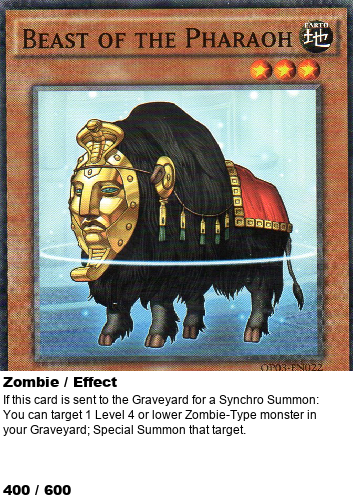 BEAST OF THE PHARAOH
EARTH
地
OP03-EN022
Zombie / Effect
If this card is sent to the Graveyard for a Synchro Summon:
You can target 1 Level 4 or lower Zombie-Type monster in
your Graveyard; Special Summon that target.
400 / 600